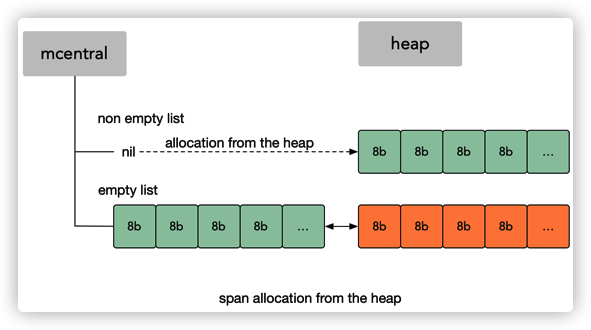 mcentral
heap
non empty list
nil
allocation from the heap
8b 8b 8b 8b ...
empty list
8b 8b 8b 8b ...
8b 8b 8b 8b ...
span allocation from the heap